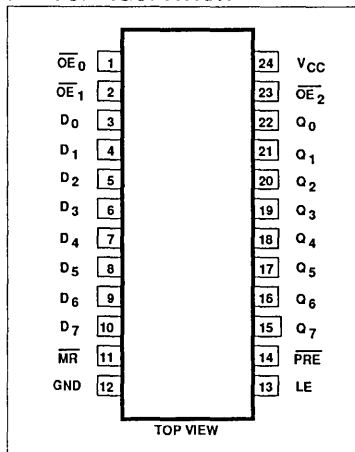 OE0 1 24 VCC
OE1 2 23 OE2
D0 3 22 Q0
D1 4 21 Q1
D2 5 20 Q2
D3 6 19 Q3
D4 7 18 Q4
D5 8 17 Q5
D6 9 16 Q6
D7 10 15 Q7
MR 11 14 PRE
GND 12 13 LE
TOP VIEW